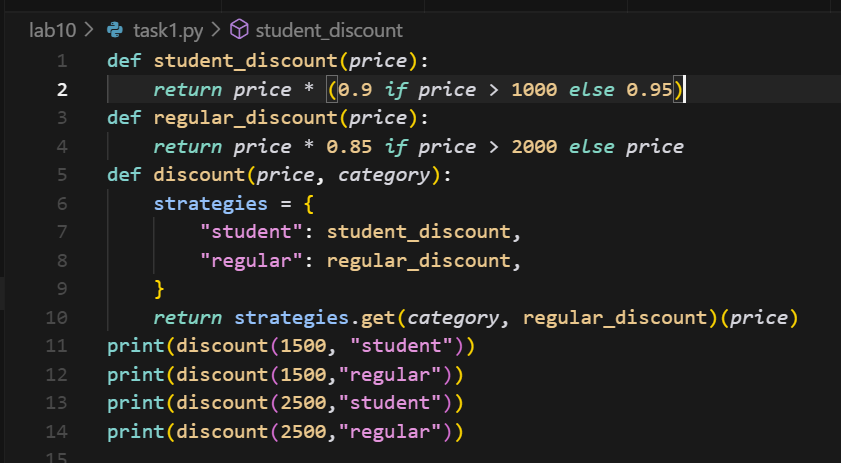 lab10 > task1.py > student_discount
1 def student_discount(price):
2     return price * (0.9 if price > 1000 else 0.95)
3 def regular_discount(price):
4     return price * 0.85 if price > 2000 else price
5 def discount(price, category):
6     strategies = {
7         "student": student_discount,
8         "regular": regular_discount,
9     }
10     return strategies.get(category, regular_discount)(price)
11 print(discount(1500, "student"))
12 print(discount(1500,"regular"))
13 print(discount(2500,"student"))
14 print(discount(2500,"regular"))
15